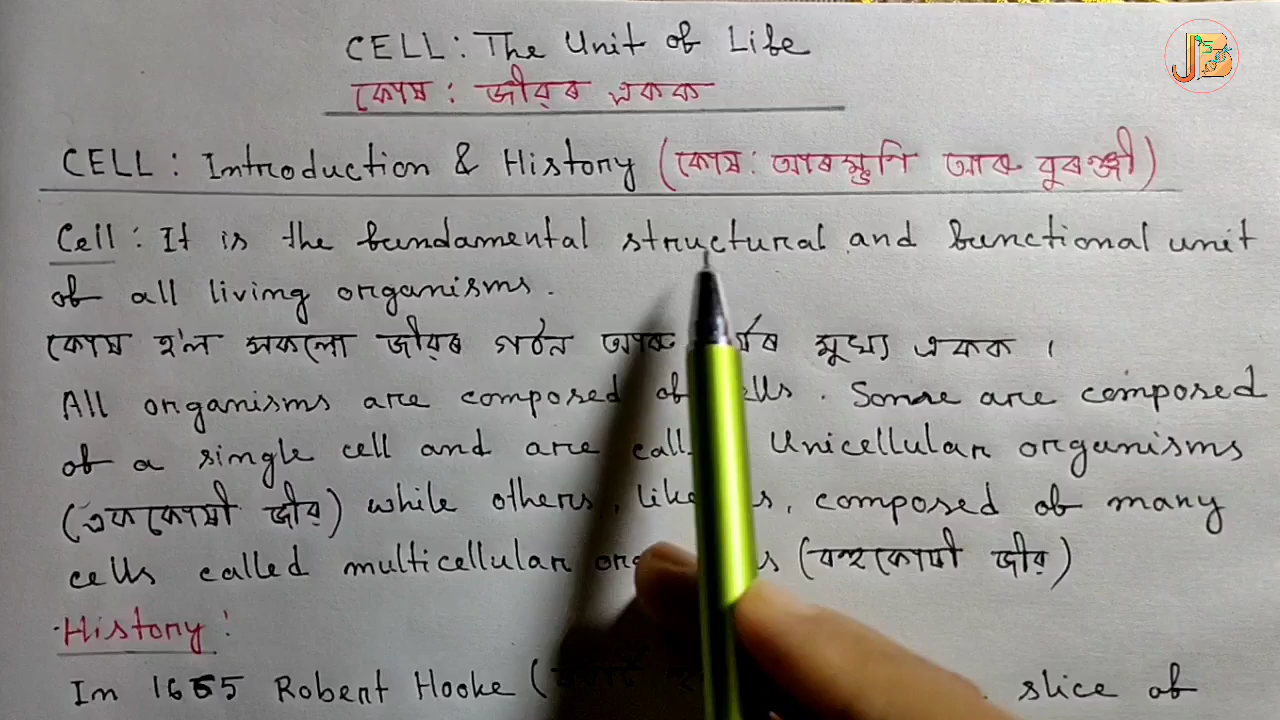 CELL: The Unit of Life
কোষ: জীৱৰ একক
CELL: Introduction & History (কোষ: আৰম্ভণি আৰু বুৰঞ্জী)
Cell: It is the fundamental structural and functional unit
of all living organisms.
কোষ হ'ল সকলো জীৱৰ গঠন আৰু মুখ্য একক ।
All organisms are composed of Some are composed
of a single cell and are Unicellular organisms
(এককোষী জীৱ) while others, composed of many
cells called multicellular (বহুকোষী জীৱ)
History:
In 1665 Robert Hooke ( slice of